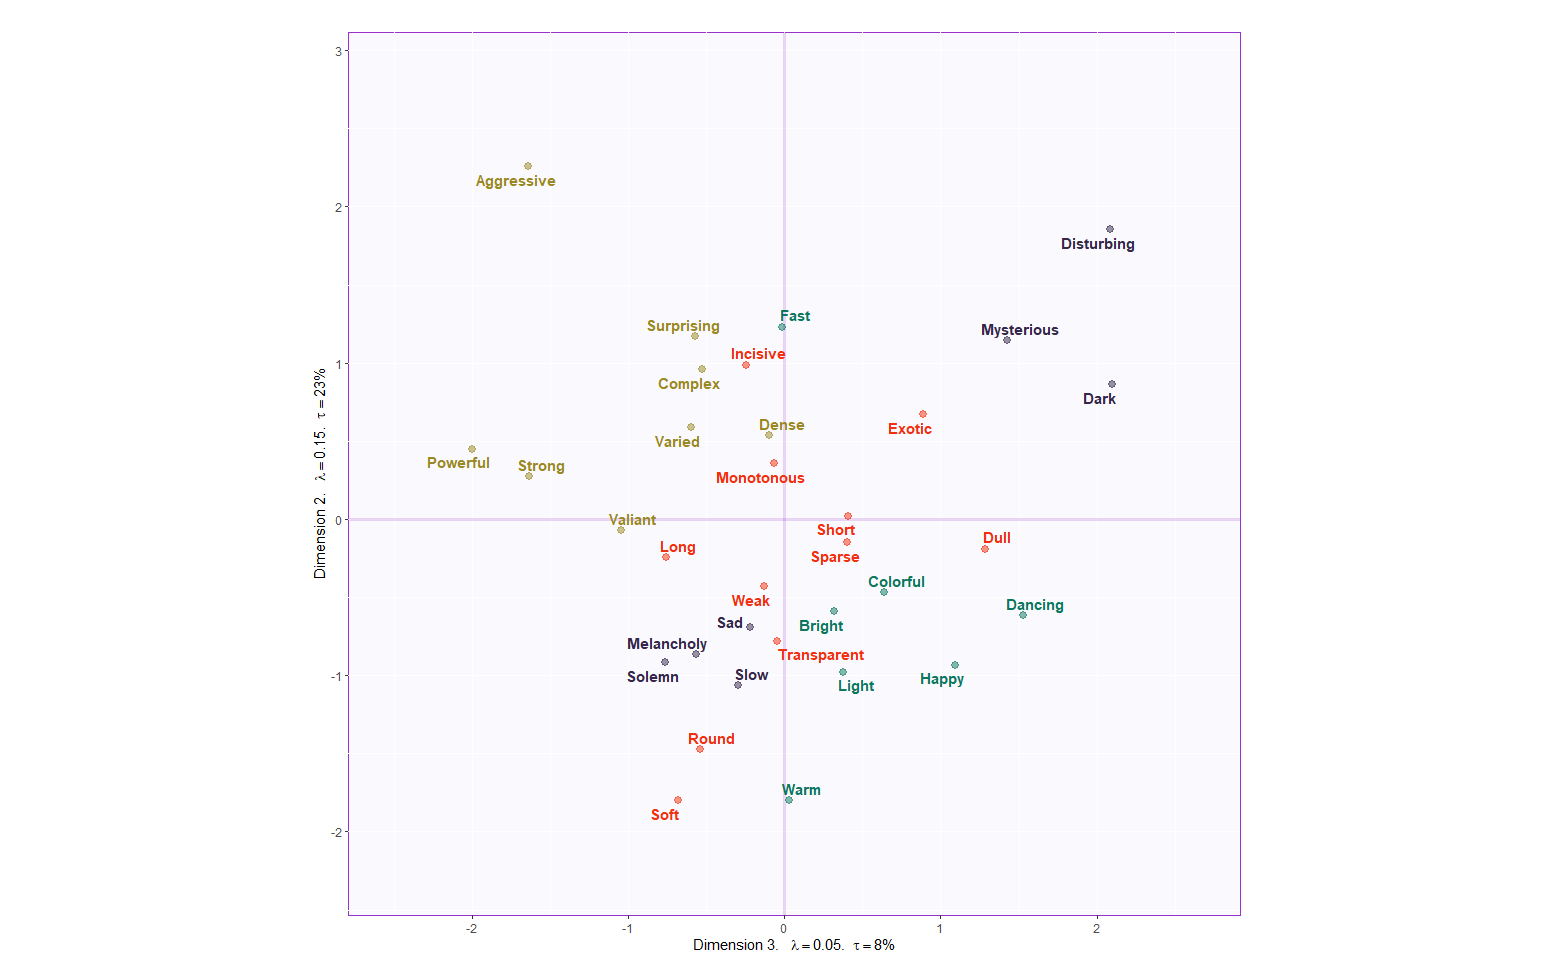 3
Aggressive
2
Disturbing
Fast
Surprising
Mysterious
Incisive
1
Complex
Dark
Exotic
Dense
Varied
Powerful
Strong
Monotonous
0
Valiant
Short
Dull
Long
Sparse
Colorful
Weak
Dancing
Sad
Bright
Melancholy
Transparent
-1
Solemn
Slow
Light
Happy
Round
Warm
Soft
-2
Dimension 2. λ = 0.15. τ = 23%
-2 -1 0 1 2
Dimension 3. λ = 0.05. τ = 8%